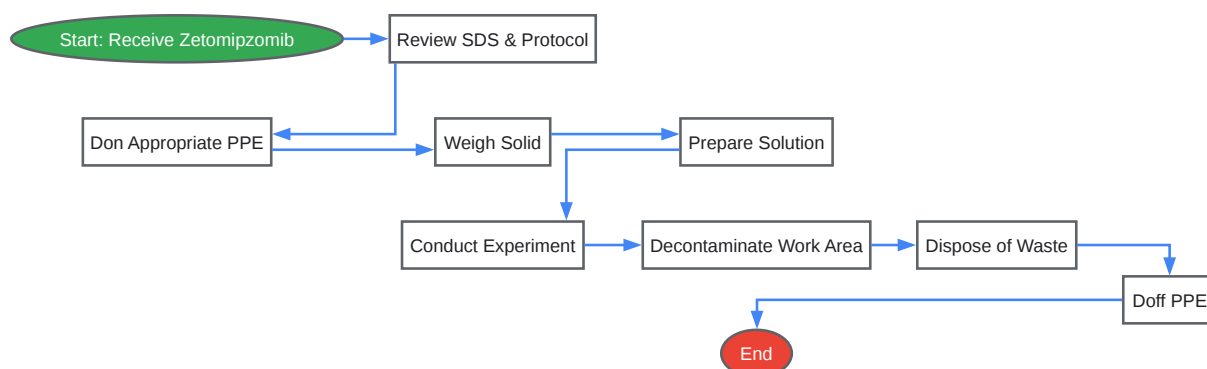 Start: Receive Zetomipzomib
Review SDS & Protocol
Don Appropriate PPE
Weigh Solid
Prepare Solution
Conduct Experiment
Decontaminate Work Area
Dispose of Waste
Doff PPE
End